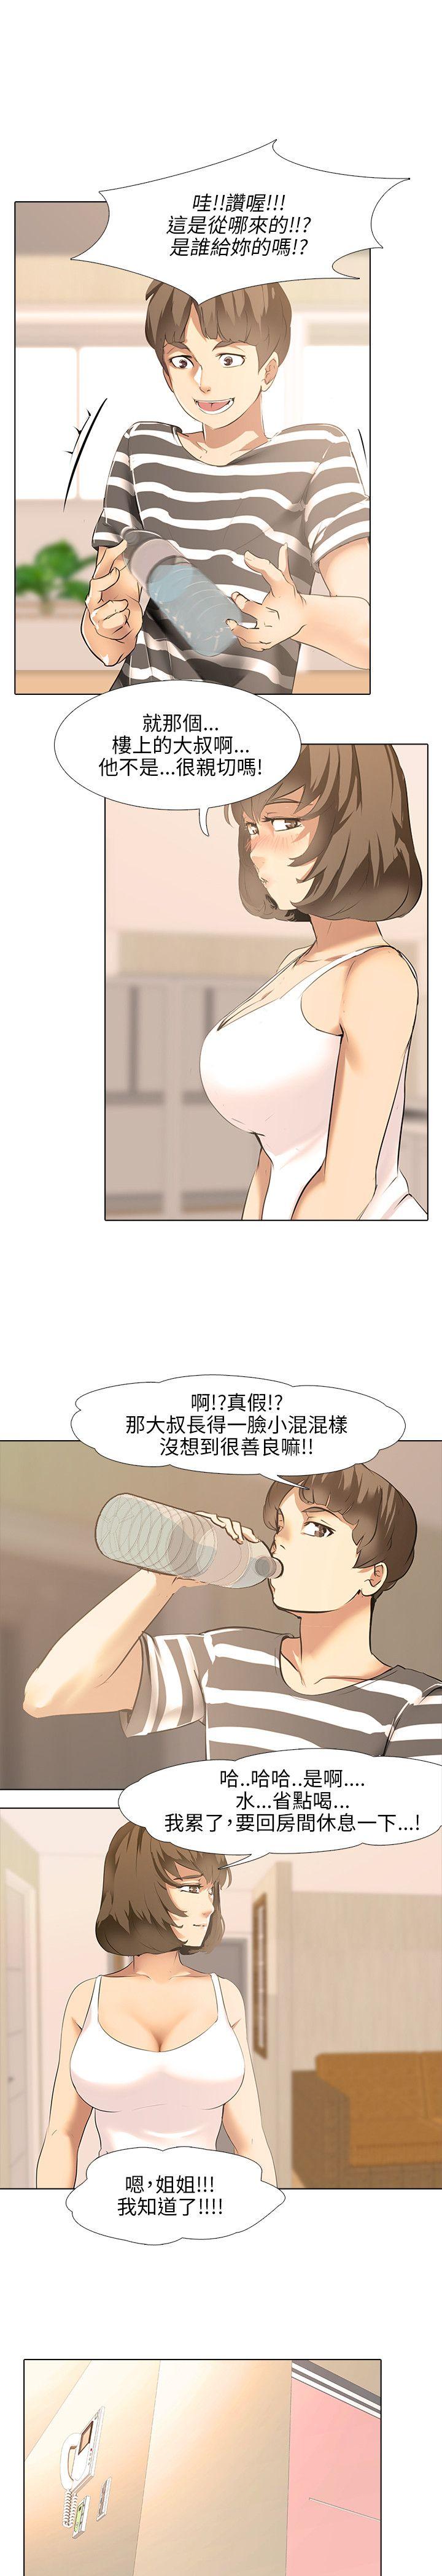 哇!!讚喔!!!
這是從哪來的!!?
是誰給妳的嗎!?
就那個...
樓上的大叔啊...
他不是...很親切嗎!
啊!?真假!?
那大叔長得一臉小混混樣
沒想到很善良嘛!!
哈..哈哈..是啊....
水...省點喝...
我累了,要回房間休息一下...!
嗯,姐姐!!!
我知道了!!!!